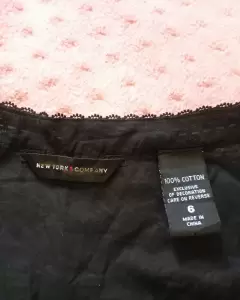 NEW YORK & COMPANY
100% COTTON
EXCLUSIVE
OF DECORATION
CARE ON REVERSE
6
MADE IN
CHINA